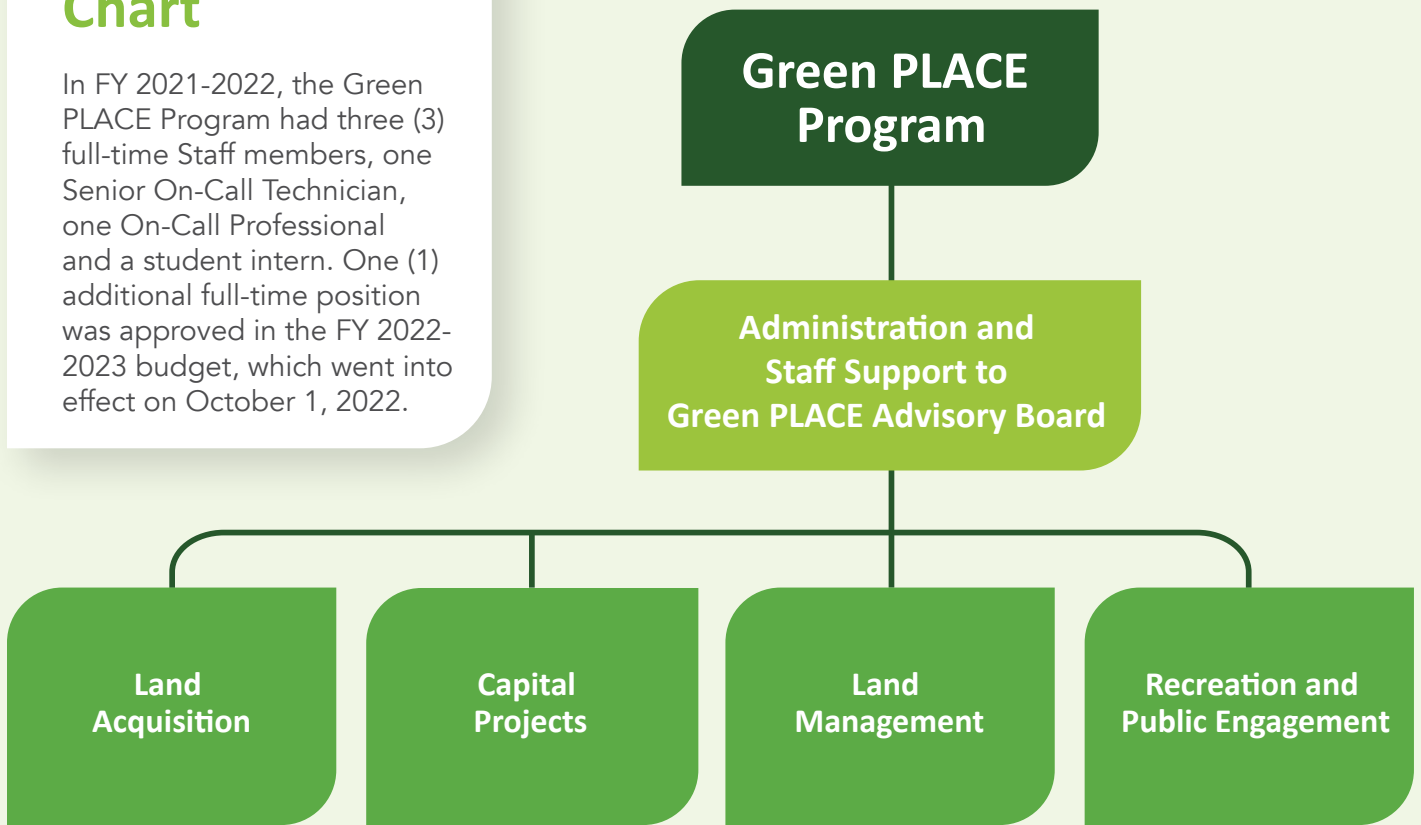 Chart
In FY 2021-2022, the Green
PLACE Program had three (3)
full-time Staff members, one
Senior On-Call Technician,
one On-Call Professional
and a student intern. One (1)
additional full-time position
was approved in the FY 2022-
2023 budget, which went into
effect on October 1, 2022.
Green PLACE
Program
Administration and
Staff Support to
Green PLACE Advisory Board
Land
Acquisition
Capital
Projects
Land
Management
Recreation and
Public Engagement